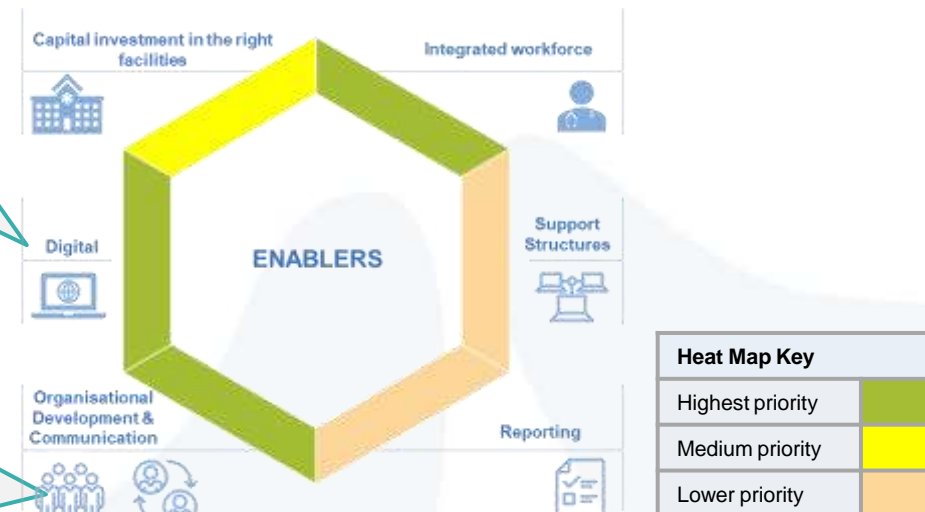 Capital investment in the right
facilities
Integrated workforce
Digital
ENABLERS
Support
Structures
Organisational
Development &
Communication
Reporting
Heat Map Key
Highest priority
Medium priority
Lower priority